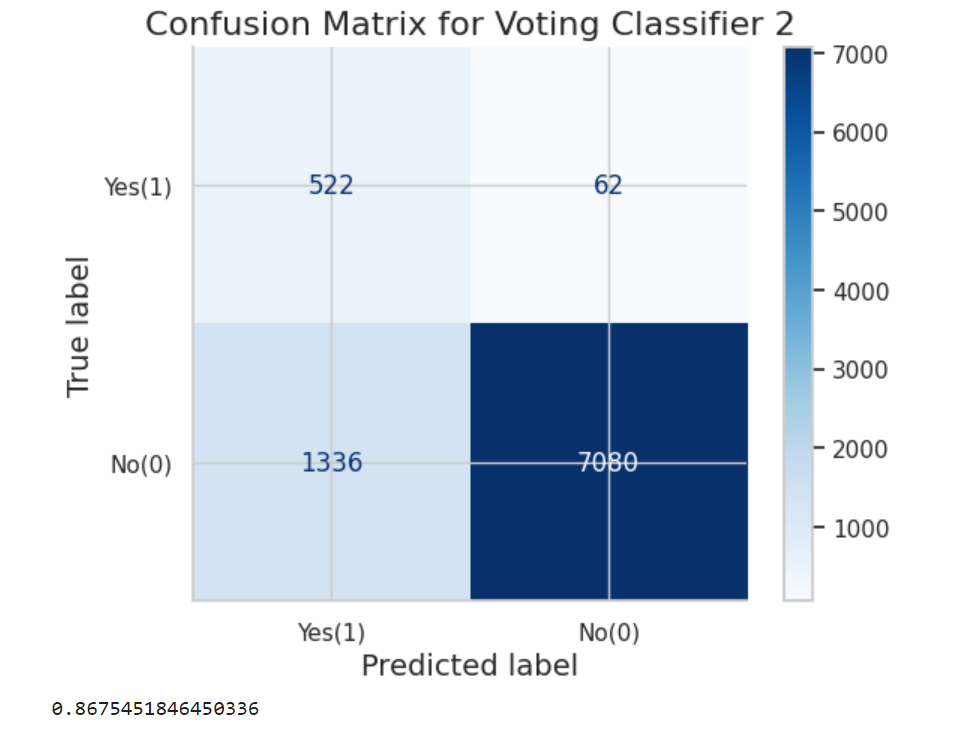 Confusion Matrix for Voting Classifier 2
7000
6000
Yes(1)
522
62
5000
4000
True label
3000
No(0)
1336
7080
2000
1000
Yes(1)
No(0)
Predicted label
0.8675451846450336